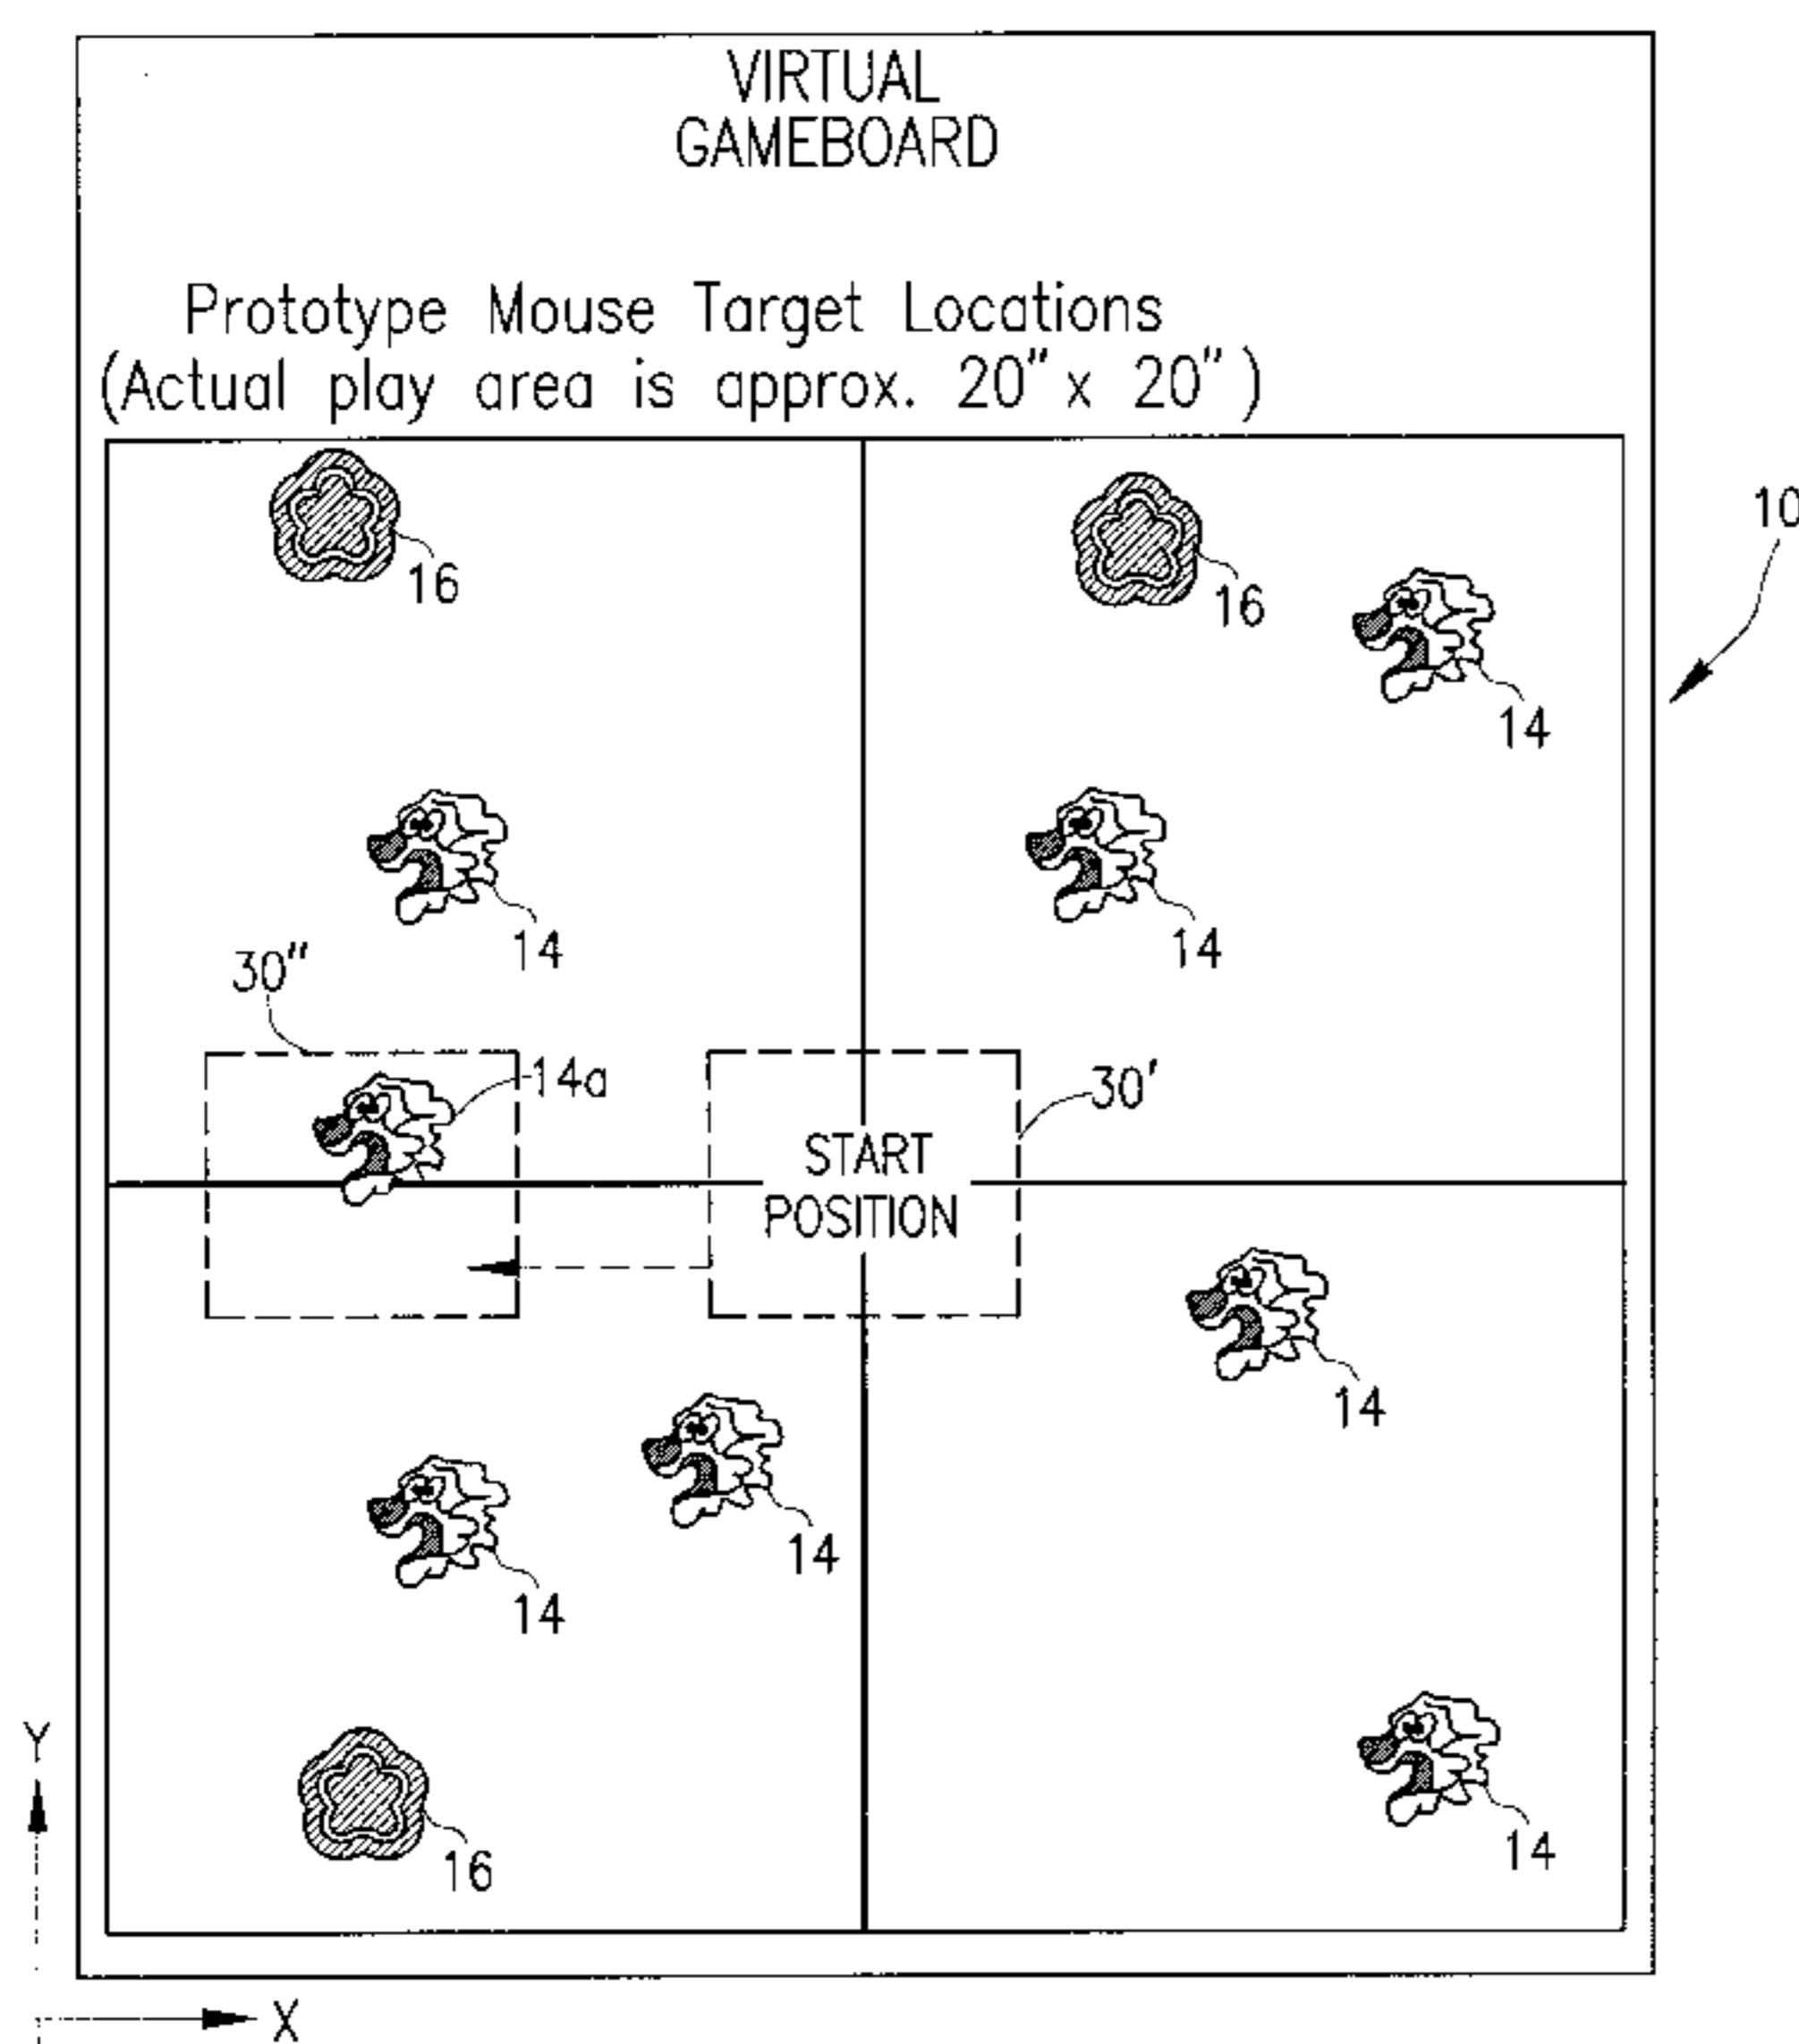 VIRTUAL
GAMEBOARD
Prototype Mouse Target Locations
(Actual play area is approx. 20" x 20")
10
16
16
14
14
14
30"
14a
30'
START
POSITION
14
14
14
16
14
Y
X